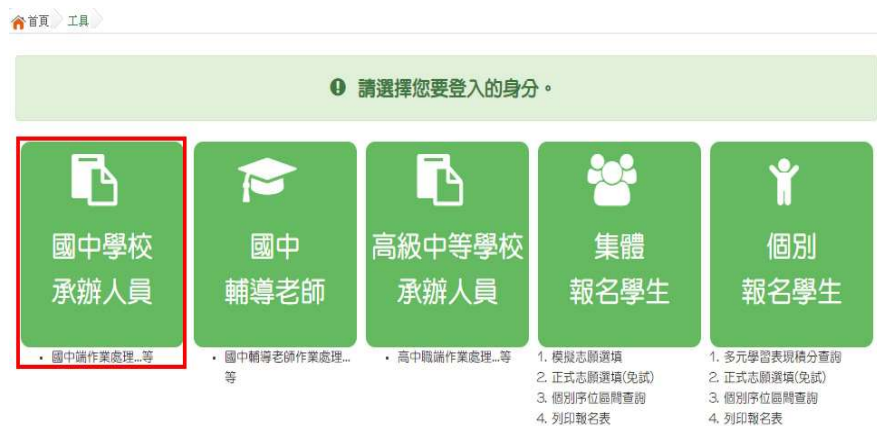 首頁 工具
請選擇您要登入的身分。
國中學校
承辦人員
• 國中端作業處理...等
國中
輔導老師
• 國中輔導老師作業處理...
等
高級中等學校
承辦人員
• 高中職端作業處理...等
集體
報名學生
1. 模擬志願選填
2. 正式志願選填(免試)
3. 個別序位區間查詢
4. 列印報名表
個別
報名學生
1. 多元學習表現積分查詢
2. 正式志願選填(免試)
3. 個別序位區間查詢
4. 列印報名表